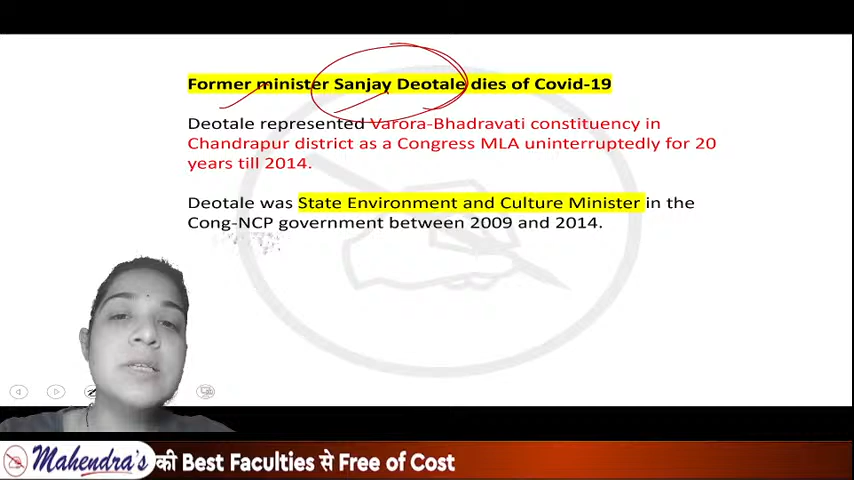 Former minister Sanjay Deotale dies of Covid-19
Deotale represented Varora-Bhadravati constituency in
Chandrapur district as a Congress MLA uninterruptedly for 20
years till 2014.
Deotale was State Environment and Culture Minister in the
Cong-NCP government between 2009 and 2014.
Mahendra's की Best Faculties से Free of Cost